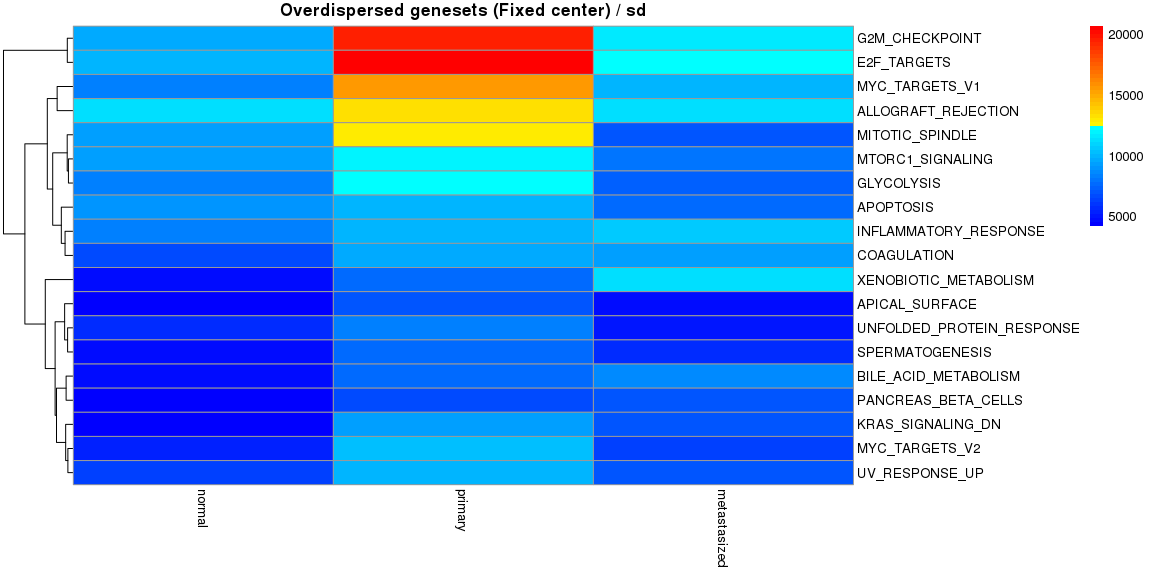 Overdispersed genesets (Fixed center) / sd
G2M_CHECKPOINT
E2F_TARGETS
MYC_TARGETS_V1
ALLOGRAFT_REJECTION
MITOTIC_SPINDLE
MTORC1_SIGNALING
GLYCOLYSIS
APOPTOSIS
INFLAMMATORY_RESPONSE
COAGULATION
XENOBIOTIC_METABOLISM
APICAL_SURFACE
UNFOLDED_PROTEIN_RESPONSE
SPERMATOGENESIS
BILE_ACID_METABOLISM
PANCREAS_BETA_CELLS
KRAS_SIGNALING_DN
MYC_TARGETS_V2
UV_RESPONSE_UP
normal
primary
metastasized
20000
15000
10000
5000